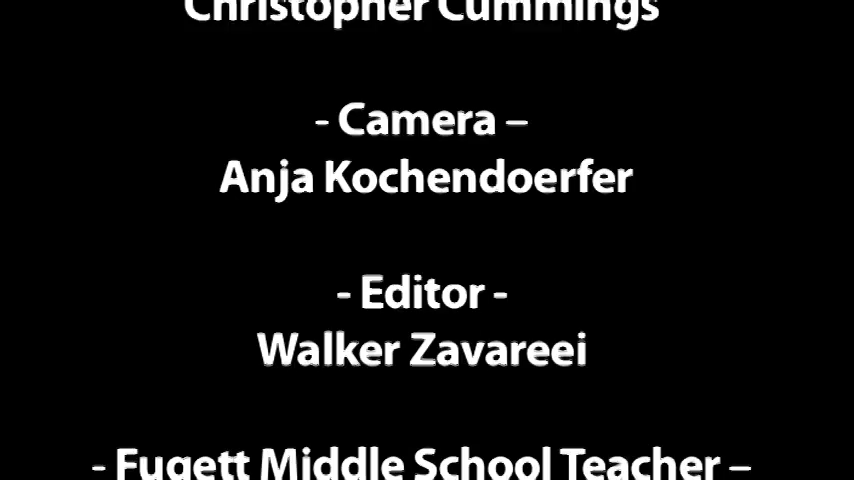 Christopher Cummings
- Camera –
Anja Kochendoerfer
- Editor -
Walker Zavareei
- Fugett Middle School Teacher –